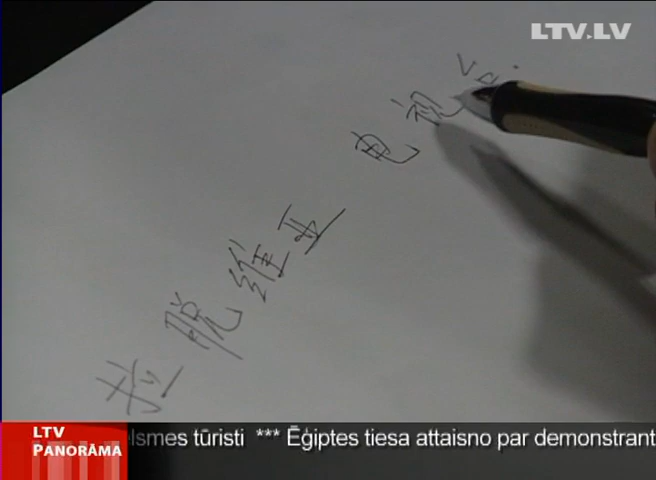 LTV.LV
拉脱维亚 电视
LTV
PANORĀMA
elsmes tūristi *** Ēģiptes tiesa attaisno par demonstrant